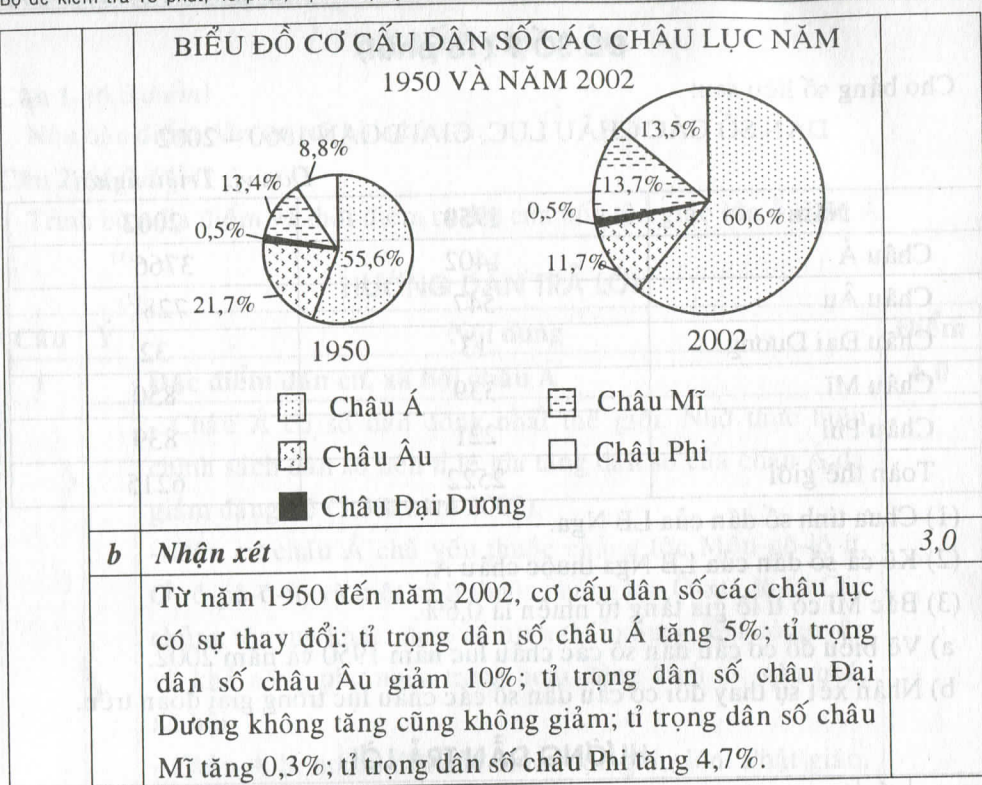 BIỂU ĐỒ CƠ CẤU DÂN SỐ CÁC CHÂU LỤC NĂM
1950 VÀ NĂM 2002
8,8%
13,4%
0,5%
21,7%
55,6%
1950
13,5%
13,7%
0,5%
11,7%
60,6%
2002
Châu Á
Châu Mĩ
Châu Âu
Châu Phi
Châu Đại Dương
b Nhận xét 3,0
Từ năm 1950 đến năm 2002, cơ cấu dân số các châu lục
có sự thay đổi: tỉ trọng dân số châu Á tăng 5%; tỉ trọng
dân số châu Âu giảm 10%; tỉ trọng dân số châu Đại
Dương không tăng cũng không giảm; tỉ trọng dân số châu
Mĩ tăng 0,3%; tỉ trọng dân số châu Phi tăng 4,7%.